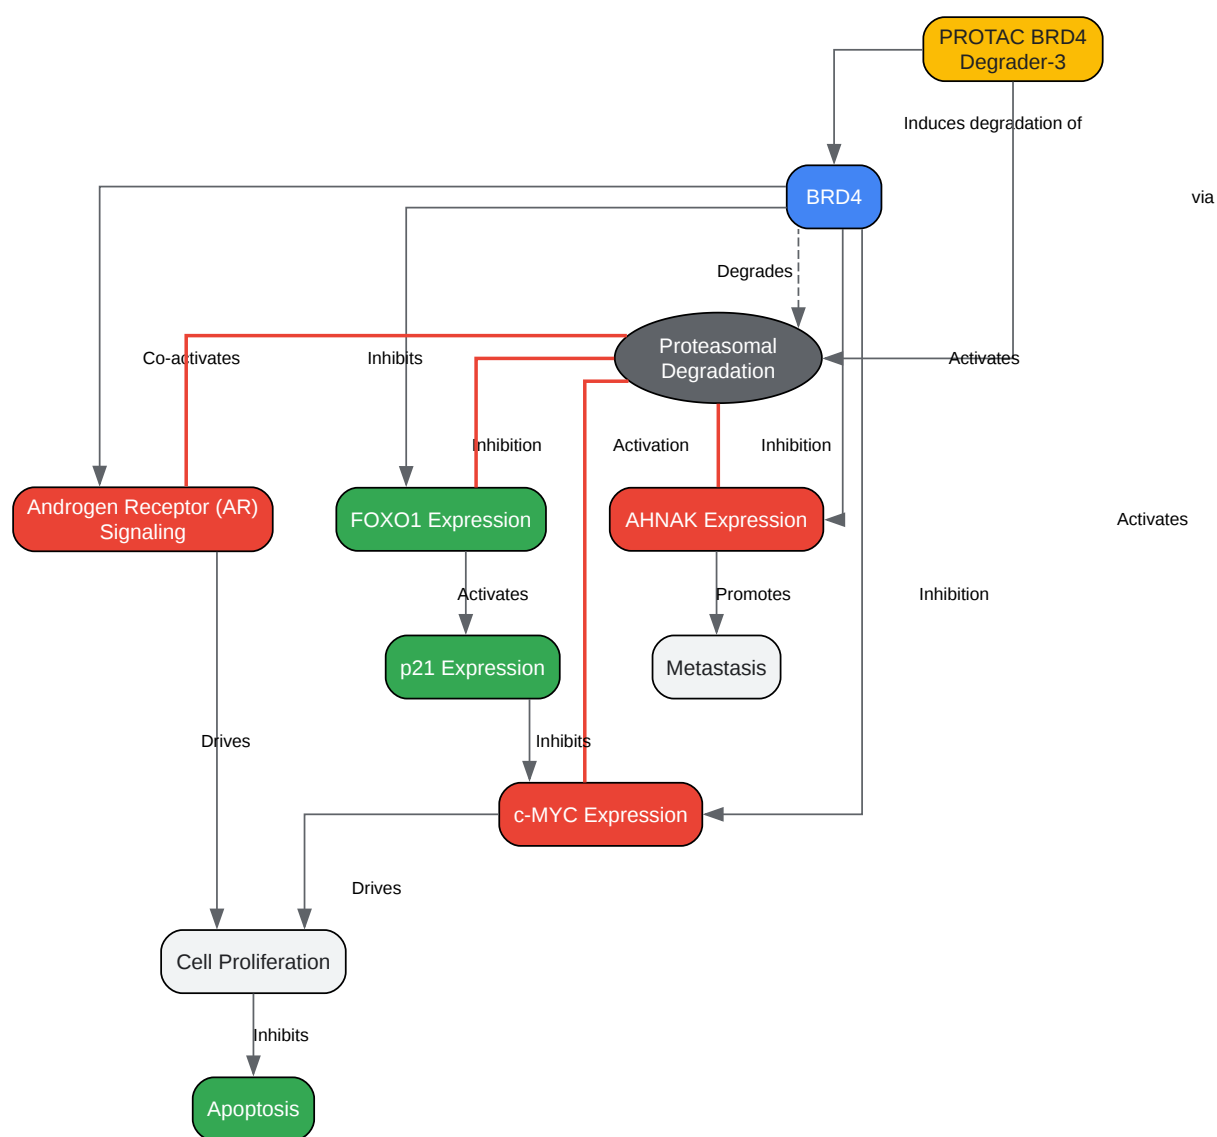 PROTAC BRD4
Degrader-3
Induces degradation of
BRD4
via
Degrades
Proteasomal
Degradation
Co-activates
Inhibits
Activates
Inhibition
Activation
Inhibition
Androgen Receptor (AR)
Signaling
FOXO1 Expression
AHNAK Expression
Activates
Activates
Promotes
Inhibition
p21 Expression
Metastasis
Drives
Inhibits
c-MYC Expression
Drives
Cell Proliferation
Inhibits
Apoptosis